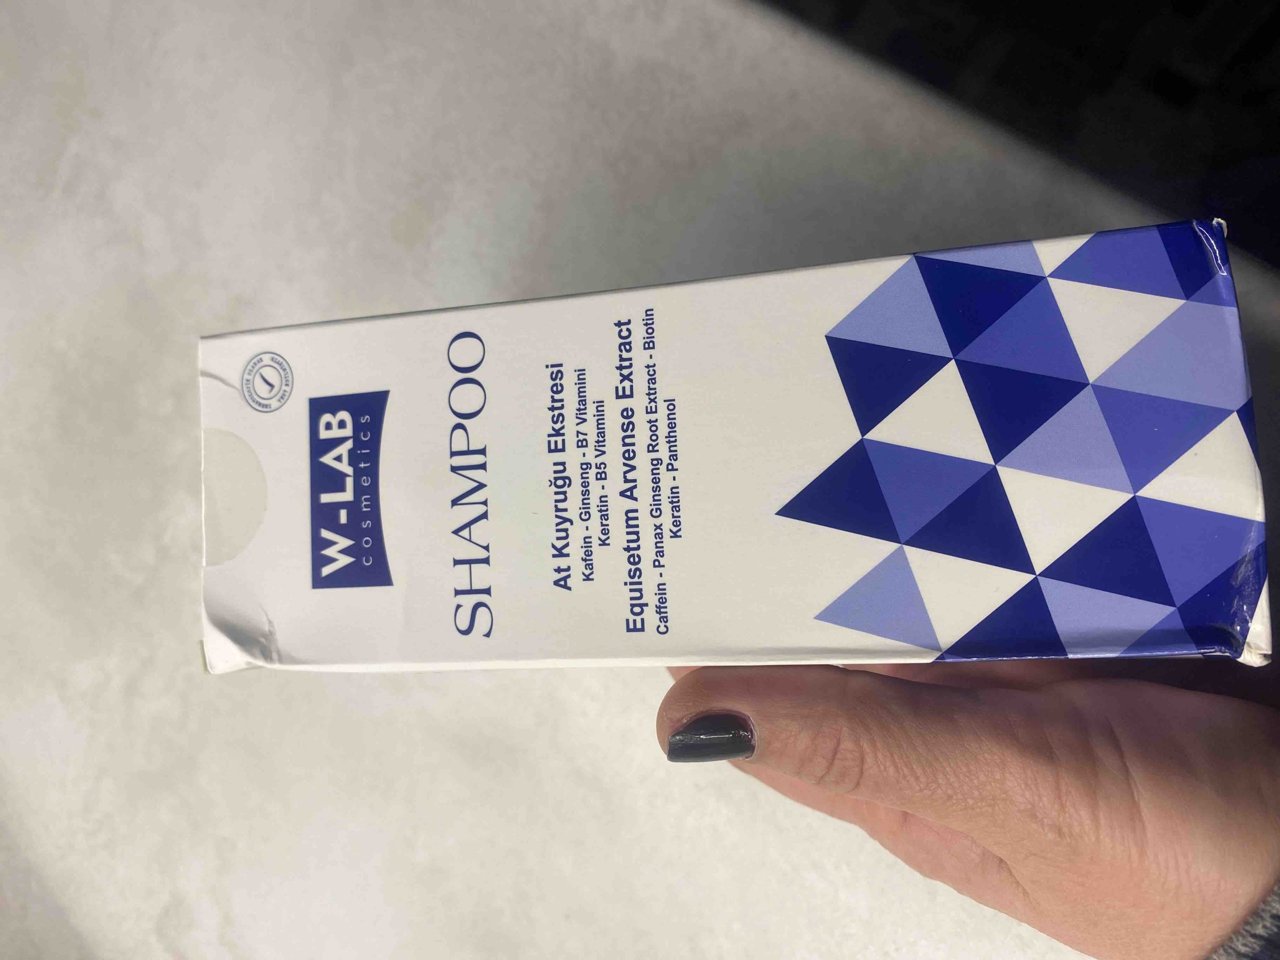 W-LAB
cosmetics
SHAMPOO
At Kuyruğu Ekstresi
Kafein - Ginseng - B7 Vitamini
Keratin - B5 Vitamini
Equisetum Arvense Extract
Caffein - Panax Ginseng Root Extract - Biotin
Keratin - Panthenol